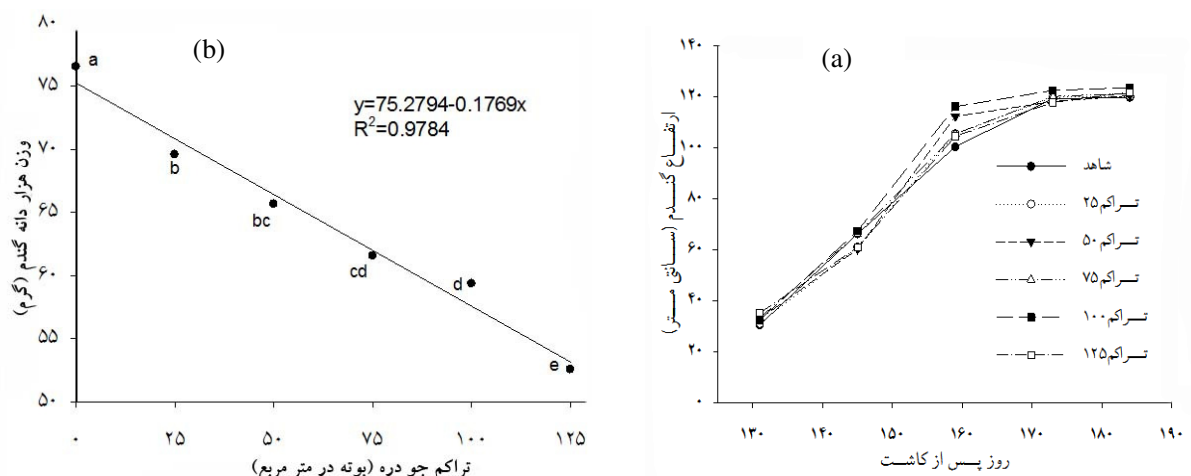 (b)
۸۰
۷۵
۷۰
۶۵
۶۰
۵۵
۵۰
وزن هزار دانه گندم (گرم)
a
b
bc
cd
d
e
y=75.2794-0.1769x
R²=0.9784
۰ ۲۵ ۵۰ ۷۵ ۱۰۰ ۱۲۵
تراکم جو دره (بوته در متر مربع)
(a)
۱۴۰
۱۲۰
۱۰۰
۸۰
۶۰
۴۰
۲۰
۰
ارتفاع گندم (سانتی متر)
شاهد
تراکم۲۵
تراکم۵۰
تراکم۷۵
تراکم۱۰۰
تراکم۱۲۵
۱۳۰ ۱۴۰ ۱۵۰ ۱۶۰ ۱۷۰ ۱۸۰ ۱۹۰
روز پس از کاشت